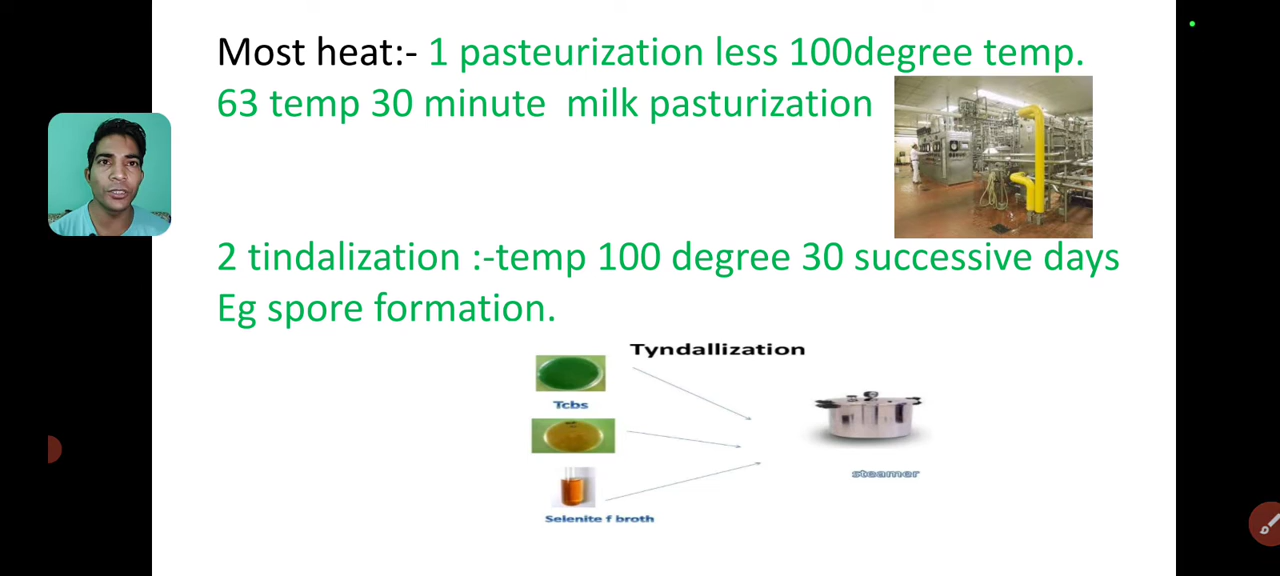 Most heat:- 1 pasteurization less 100degree temp.
63 temp 30 minute milk pasturization
2 tindalization :-temp 100 degree 30 successive days
Eg spore formation.
Tyndallization
Tcbs
steamer
Selenite f broth